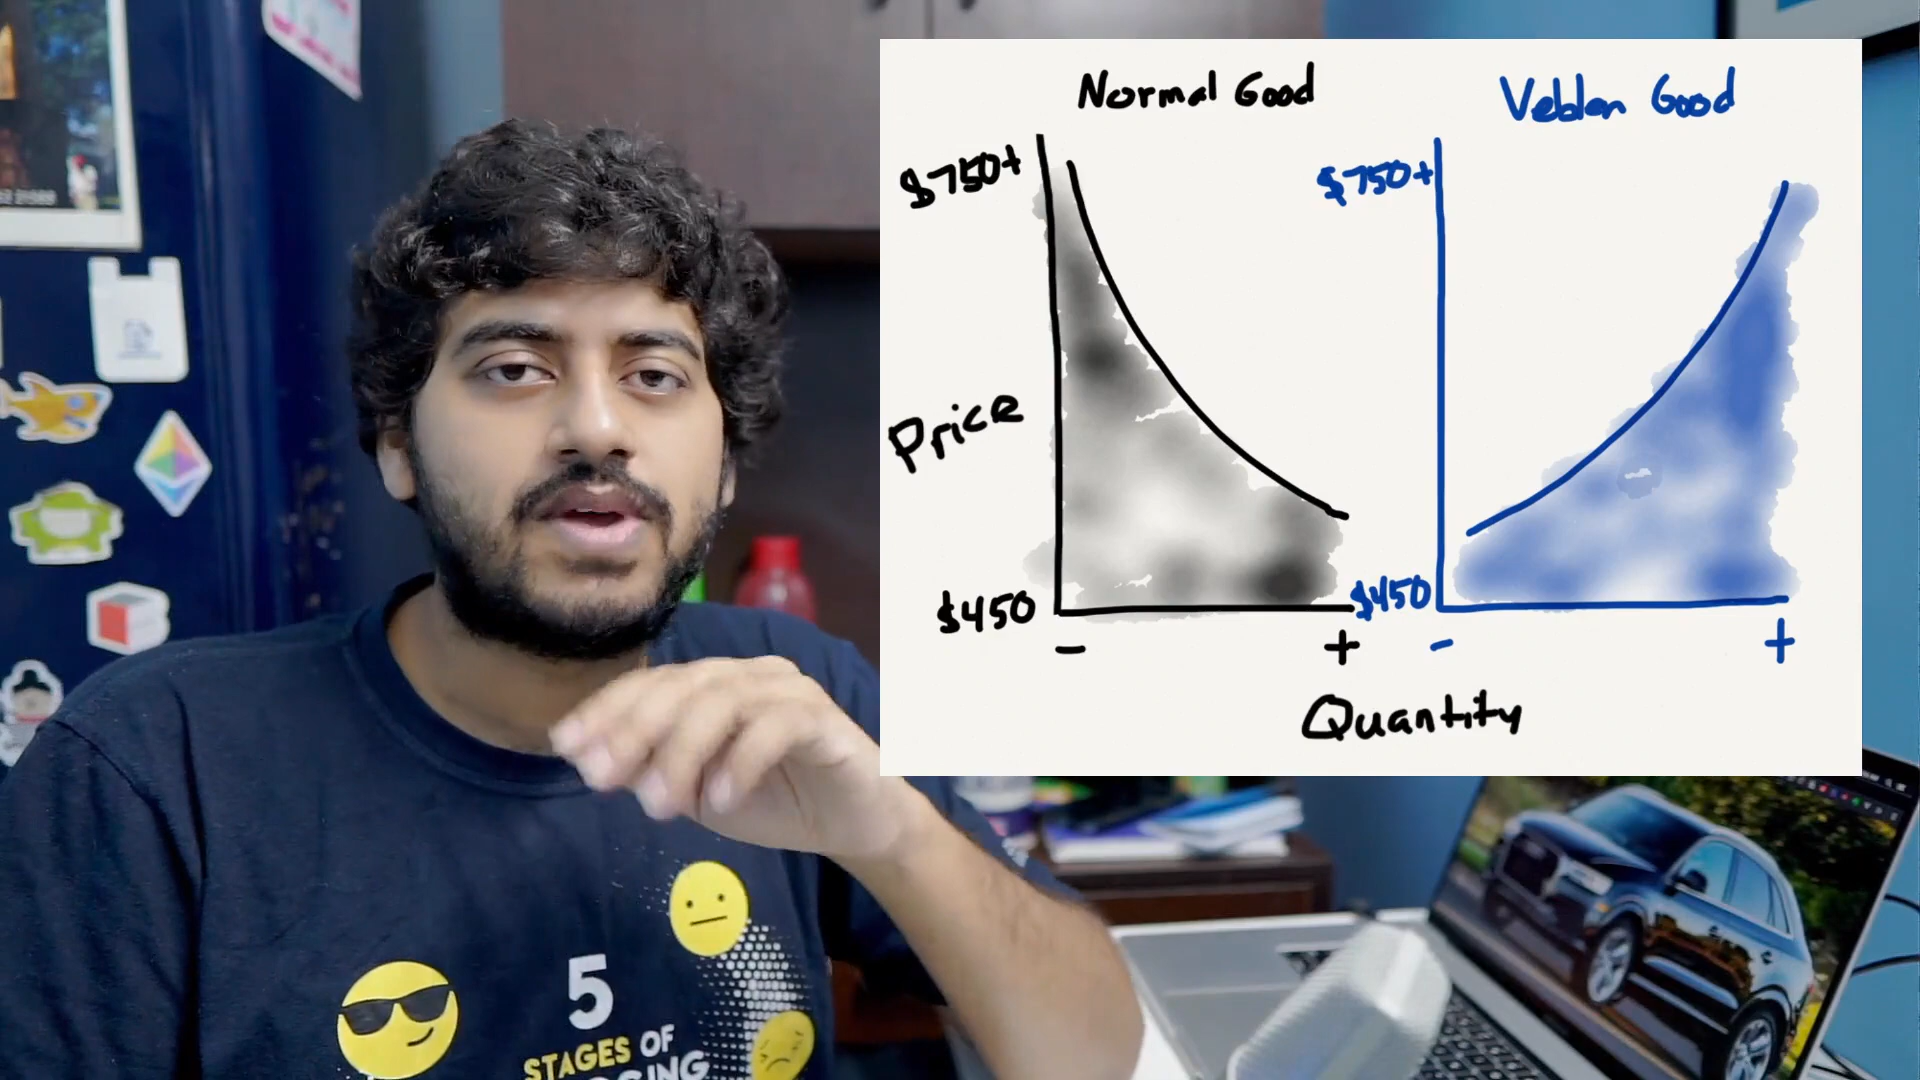 Normal Good
Veblen Good
$750+
$750+
Price
$450
$450
-
+
-
+
Quantity
5
STAGES OF